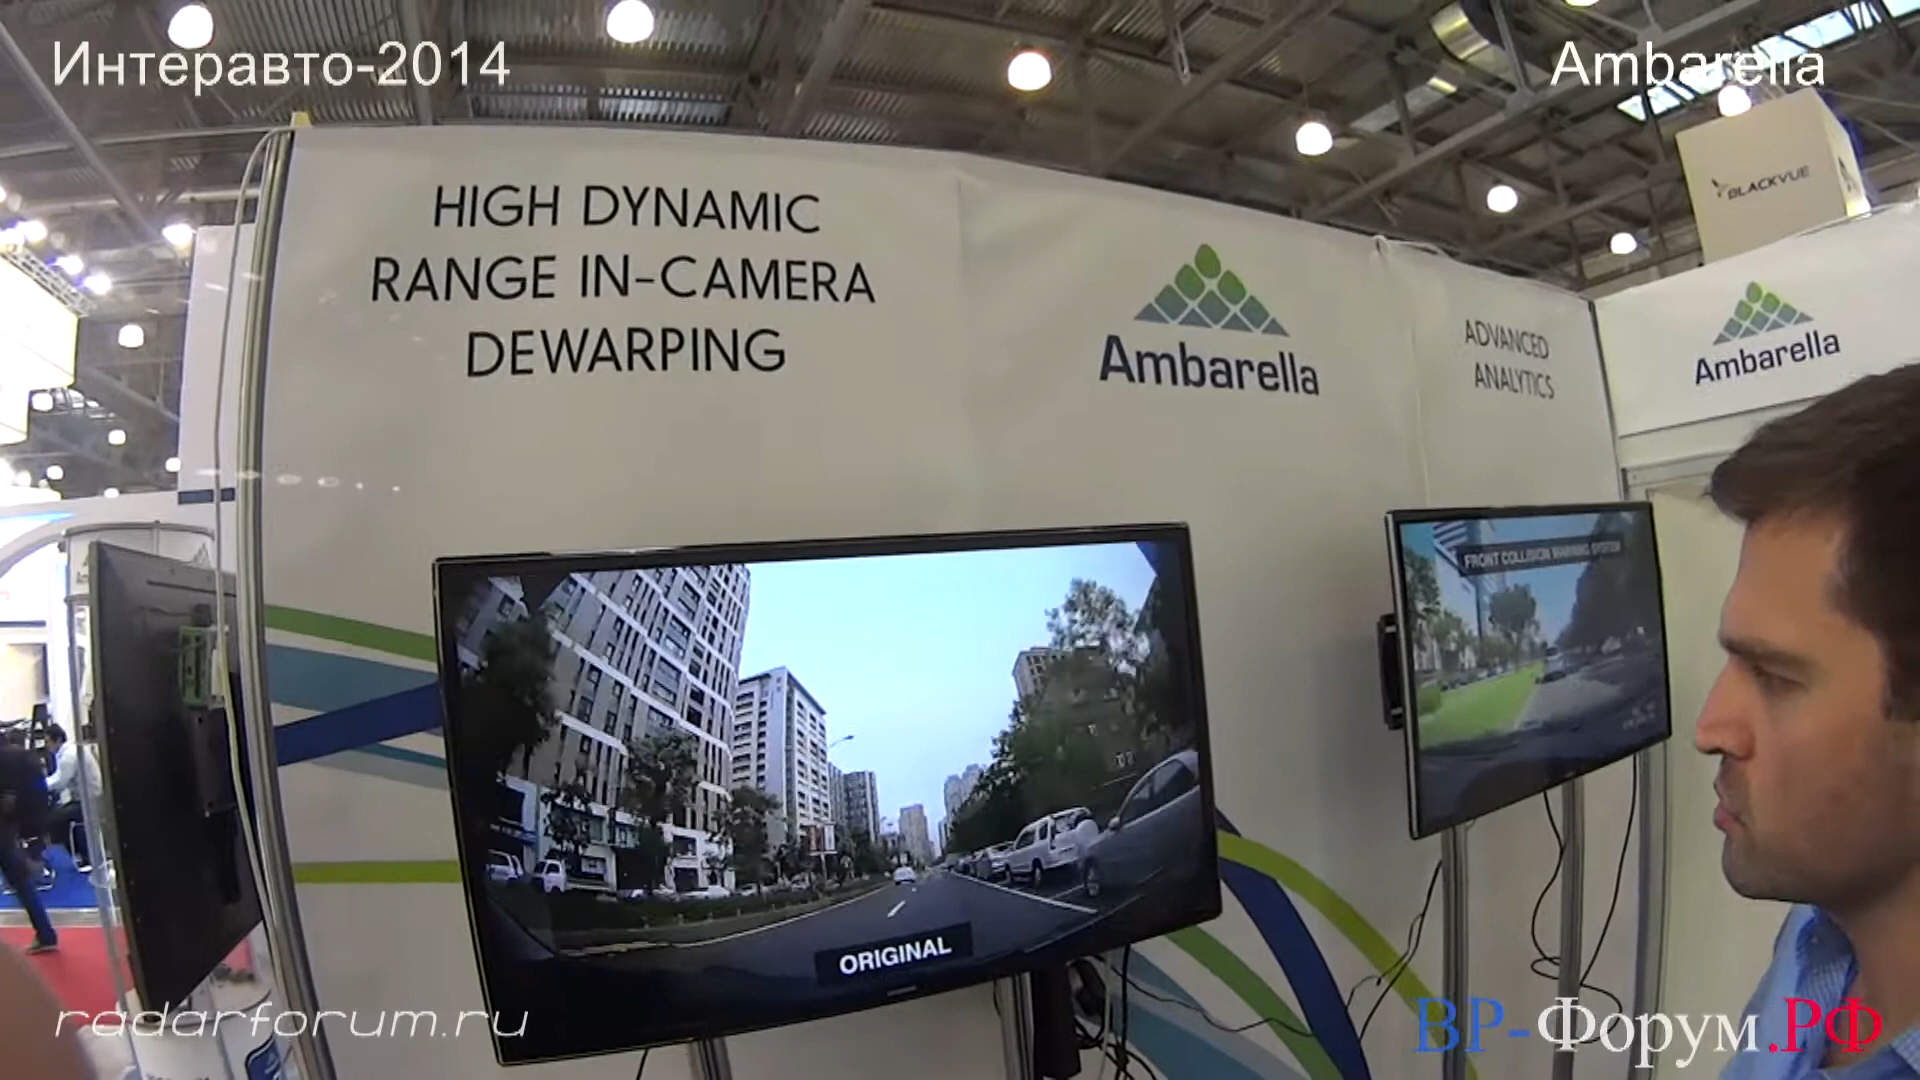 Интеравто-2014
Ambarella
BLACKVUE
HIGH DYNAMIC
RANGE IN-CAMERA
DEWARPING
Ambarella
ADVANCED
ANALYTICS
Ambarella
FRONT COLLISION WARNING SYSTEM
ORIGINAL
radarforum.ru
ВР-Форум.РФ